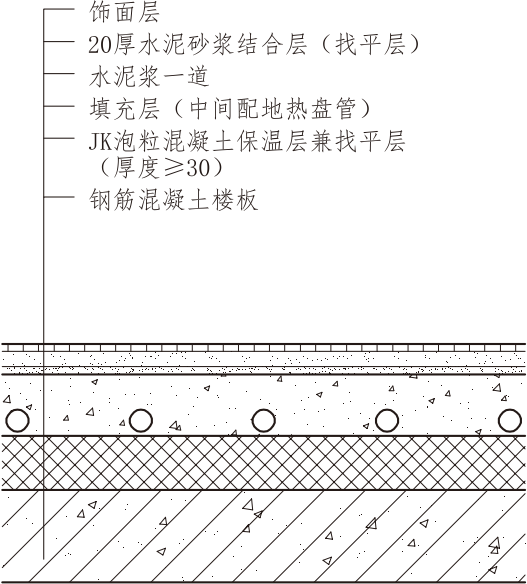 饰面层
20厚水泥砂浆结合层（找平层）
水泥浆一道
填充层（中间配地热盘管）
JK泡粒混凝土保温层兼找平层
（厚度≥30）
钢筋混凝土楼板